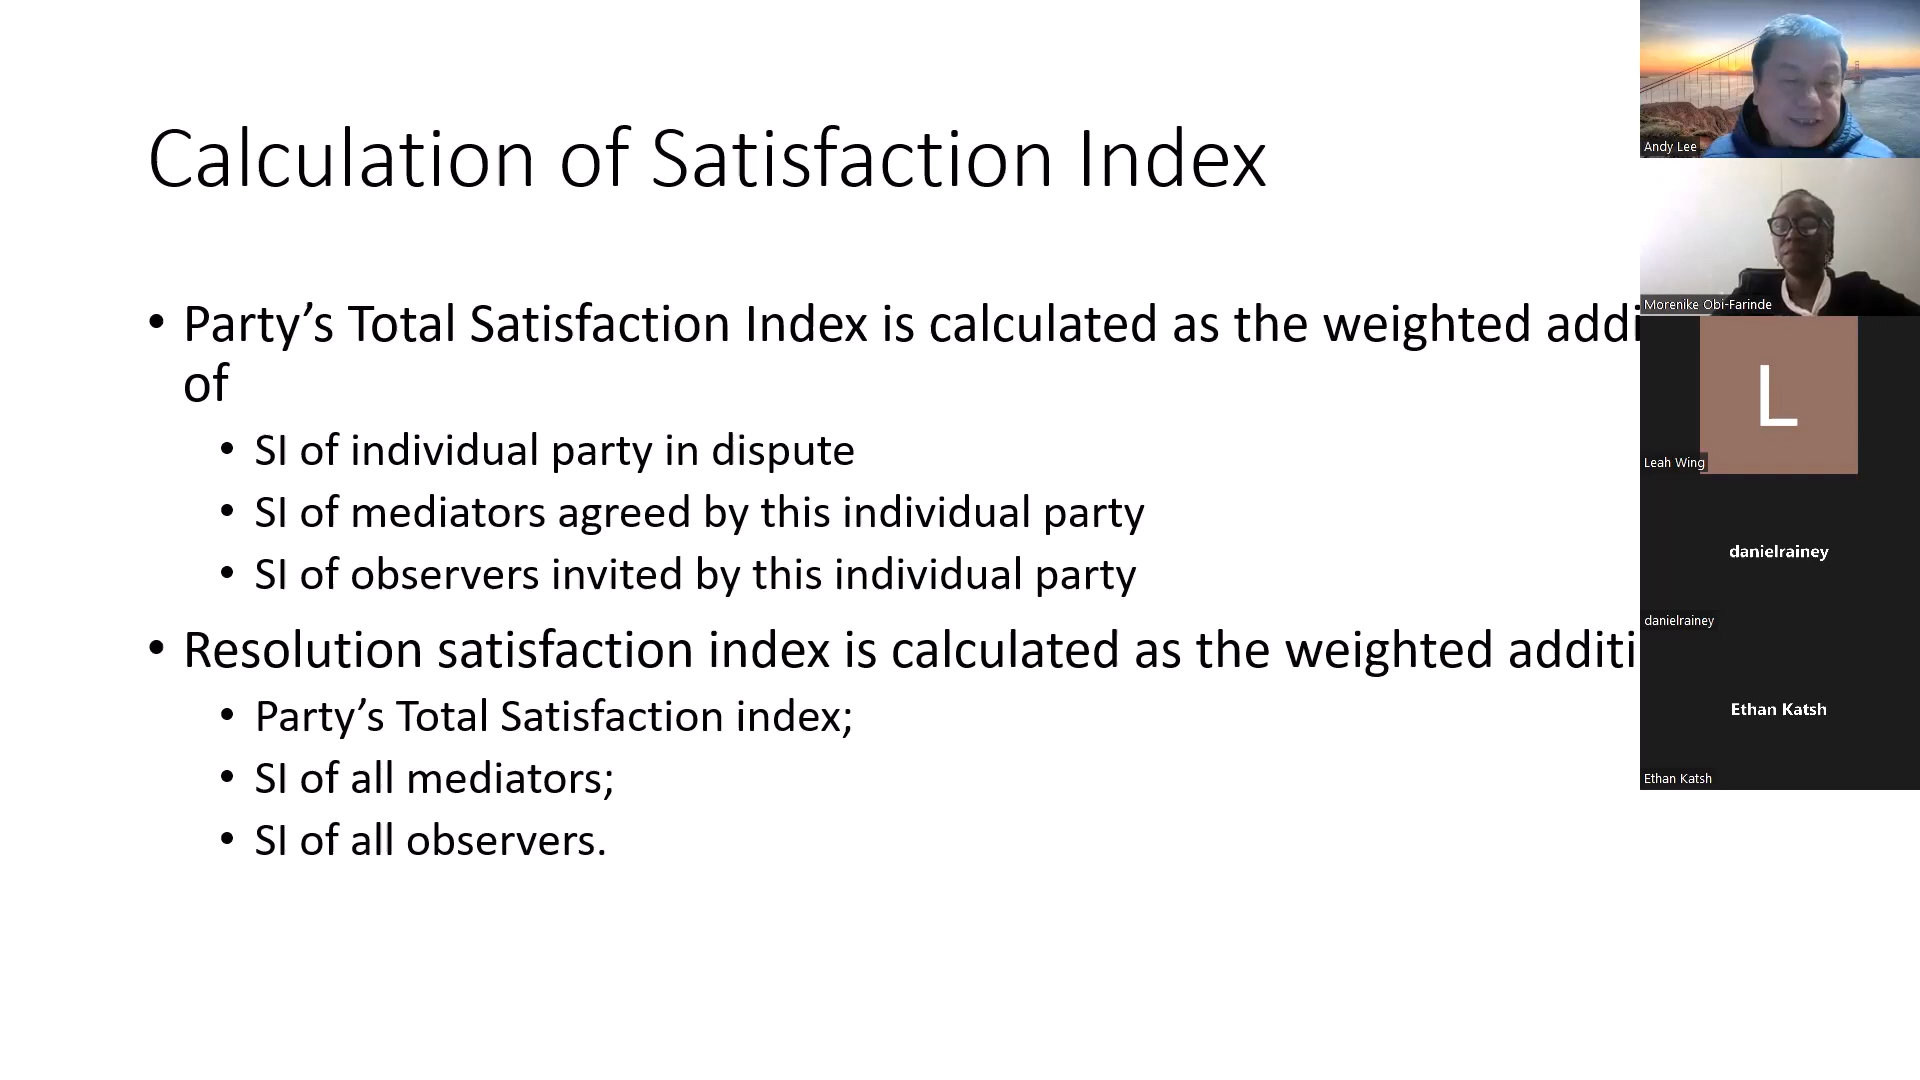 Calculation of Satisfaction Index
• Party’s Total Satisfaction Index is calculated as the weighted addi
of
• SI of individual party in dispute
• SI of mediators agreed by this individual party
• SI of observers invited by this individual party
• Resolution satisfaction index is calculated as the weighted additi
• Party’s Total Satisfaction index;
• SI of all mediators;
• SI of all observers.
Andy Lee
Morenike Obi-Farinde
L
Leah Wing
danielrainey
danielrainey
Ethan Katsh
Ethan Katsh